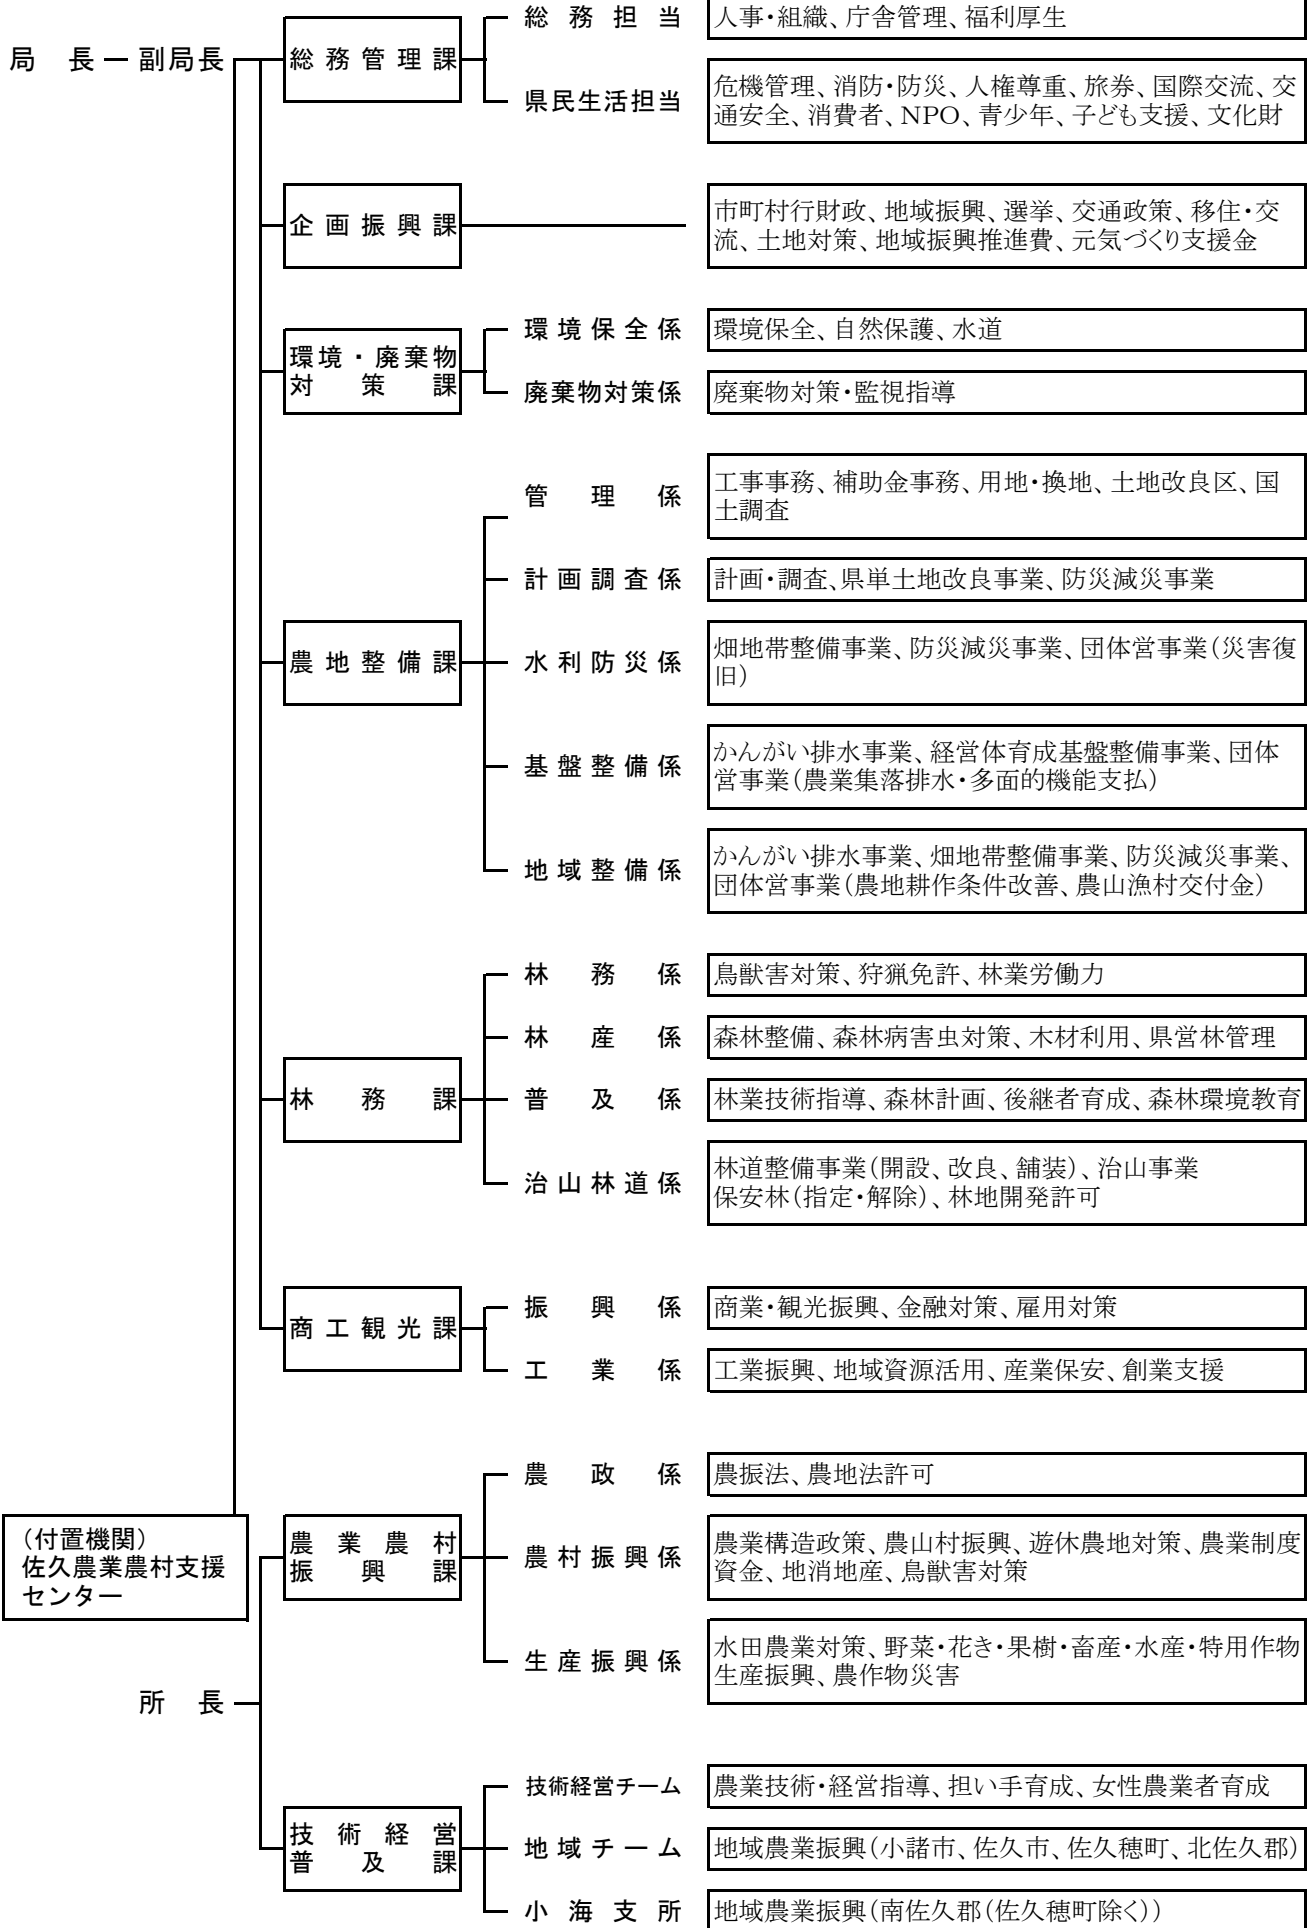 局長
副局長
総務管理課
総務担当
人事・組織、庁舎管理、福利厚生
県民生活担当
危機管理、消防・防災、人権尊重、旅券、国際交流、交
通安全、消費者、NPO、青少年、子ども支援、文化財
企画振興課
市町村行財政、地域振興、選挙、交通政策、移住・交
流、土地対策、地域振興推進費、元気づくり支援金
環境・廃棄物
対策課
環境保全係
環境保全、自然保護、水道
廃棄物対策係
廃棄物対策・監視指導
農地整備課
管理係
工事事務、補助金事務、用地・換地、土地改良区、国
土調査
計画調査係
計画・調査、県単土地改良事業、防災減災事業
水利防災係
畑地帯整備事業、防災減災事業、団体営事業(災害復
旧)
基盤整備係
かんがい排水事業、経営体育成基盤整備事業、団体
営事業(農業集落排水・多面的機能支払)
地域整備係
かんがい排水事業、畑地帯整備事業、防災減災事業、
団体営事業(農地耕作条件改善、農山漁村交付金)
林務課
林務係
鳥獣害対策、狩猟免許、林業労働力
林産係
森林整備、森林病害虫対策、木材利用、県営林管理
普及係
林業技術指導、森林計画、後継者育成、森林環境教育
治山林道係
林道整備事業(開設、改良、舗装)、治山事業
保安林(指定・解除)、林地開発許可
商工観光課
振興係
商業・観光振興、金融対策、雇用対策
工業係
工業振興、地域資源活用、産業保安、創業支援
(付置機関)
佐久農業農村支援
センター
所長
農業農村
振興課
農政係
農振法、農地法許可
農村振興係
農業構造政策、農山村振興、遊休農地対策、農業制度
資金、地消地産、鳥獣害対策
生産振興係
水田農業対策、野菜・花き・果樹・畜産・水産・特用作物
生産振興、農作物災害
技術経営
普及課
技術経営チーム
農業技術・経営指導、担い手育成、女性農業者育成
地域チーム
地域農業振興(小諸市、佐久市、佐久穂町、北佐久郡)
小海支所
地域農業振興(南佐久郡(佐久穂町除く))